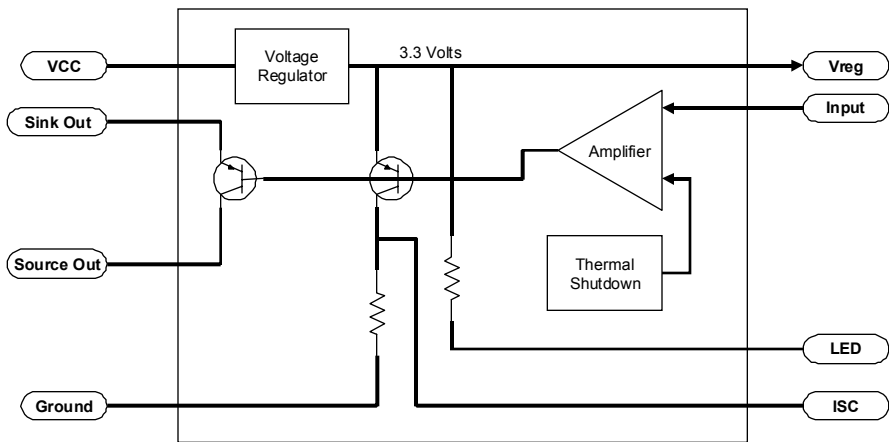 VCC
Voltage
Regulator
3.3 Volts
Vreg
Sink Out
Input
Amplifier
Source Out
Thermal
Shutdown
LED
Ground
ISC